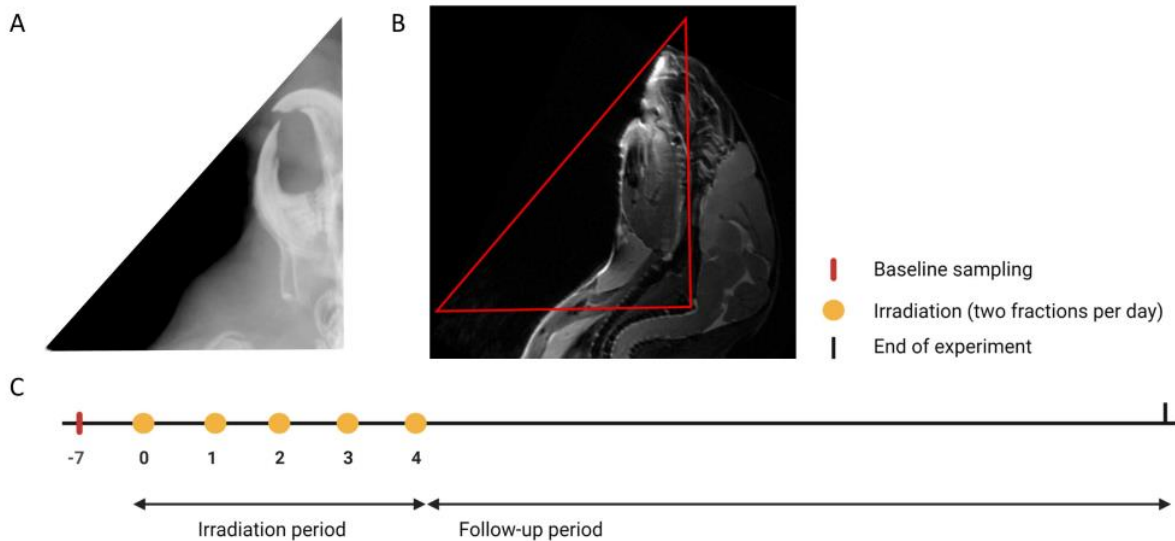 A
B
Baseline sampling
Irradiation (two fractions per day)
End of experiment
C
-7 0 1 2 3 4
Irradiation period Follow-up period